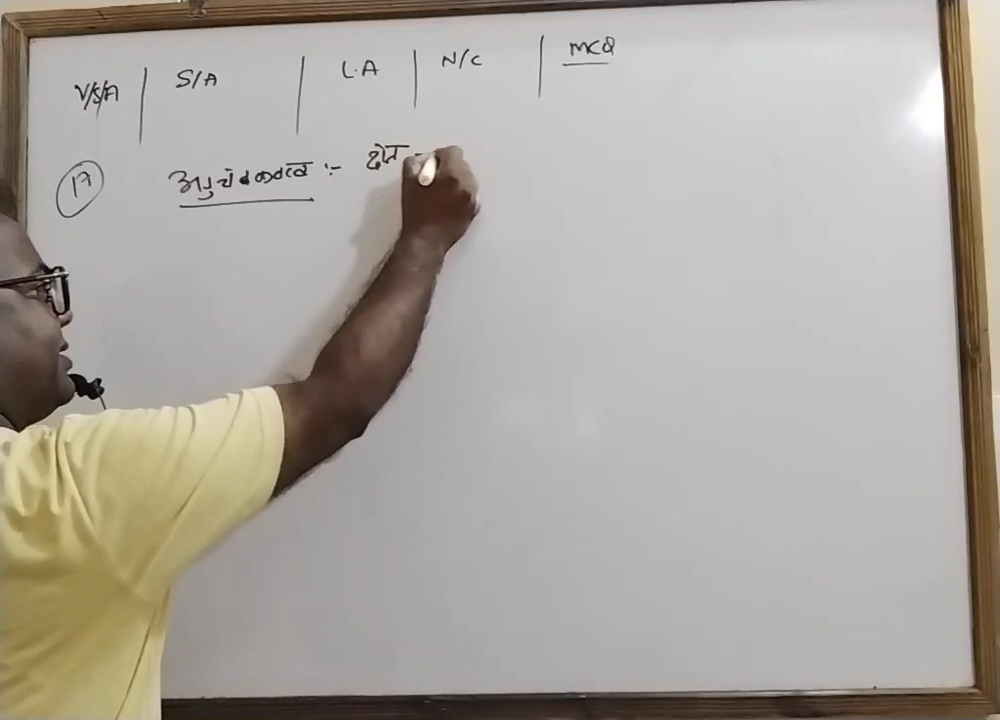 V/S/A | S/A | L.A | N/C | MCQ
17 अनुचुंबकत्व :-